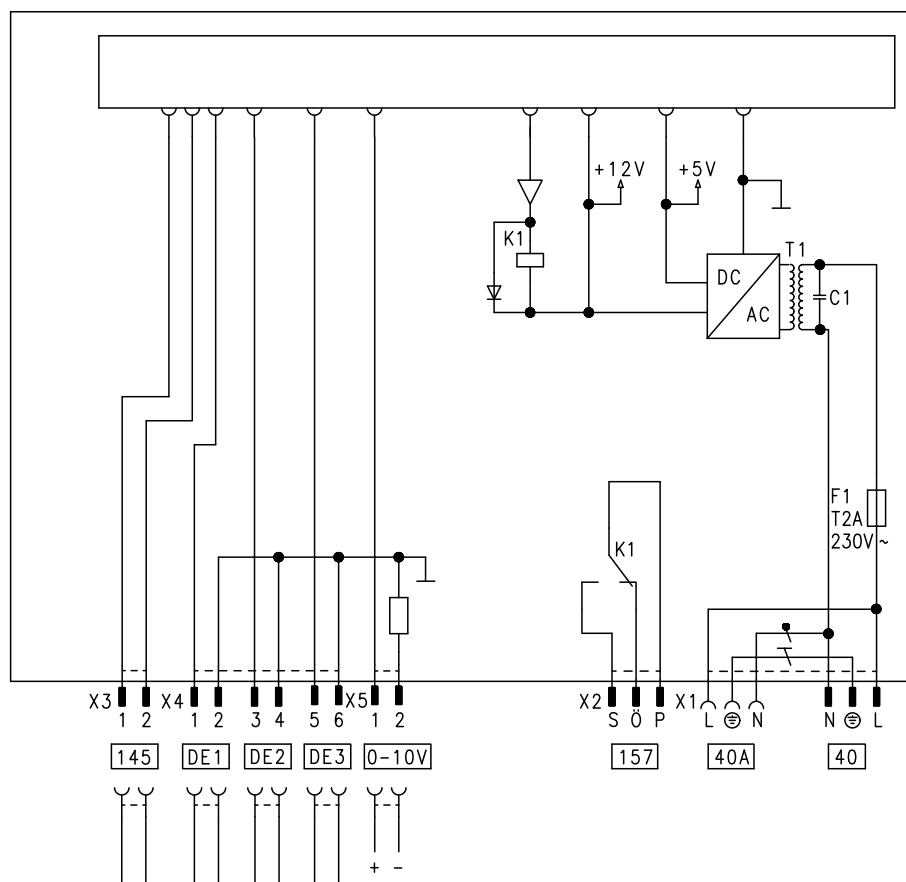 +12V
+5V
K1
T1
DC
AC
C1
F1
T2A
230V~
K1
X3
X4
X5
X2
X1
1 2 1 2 3 4 5 6 1 2 S Ö P L N N L
145
DE1
DE2
DE3
0-10V
157
40A
40
+ -